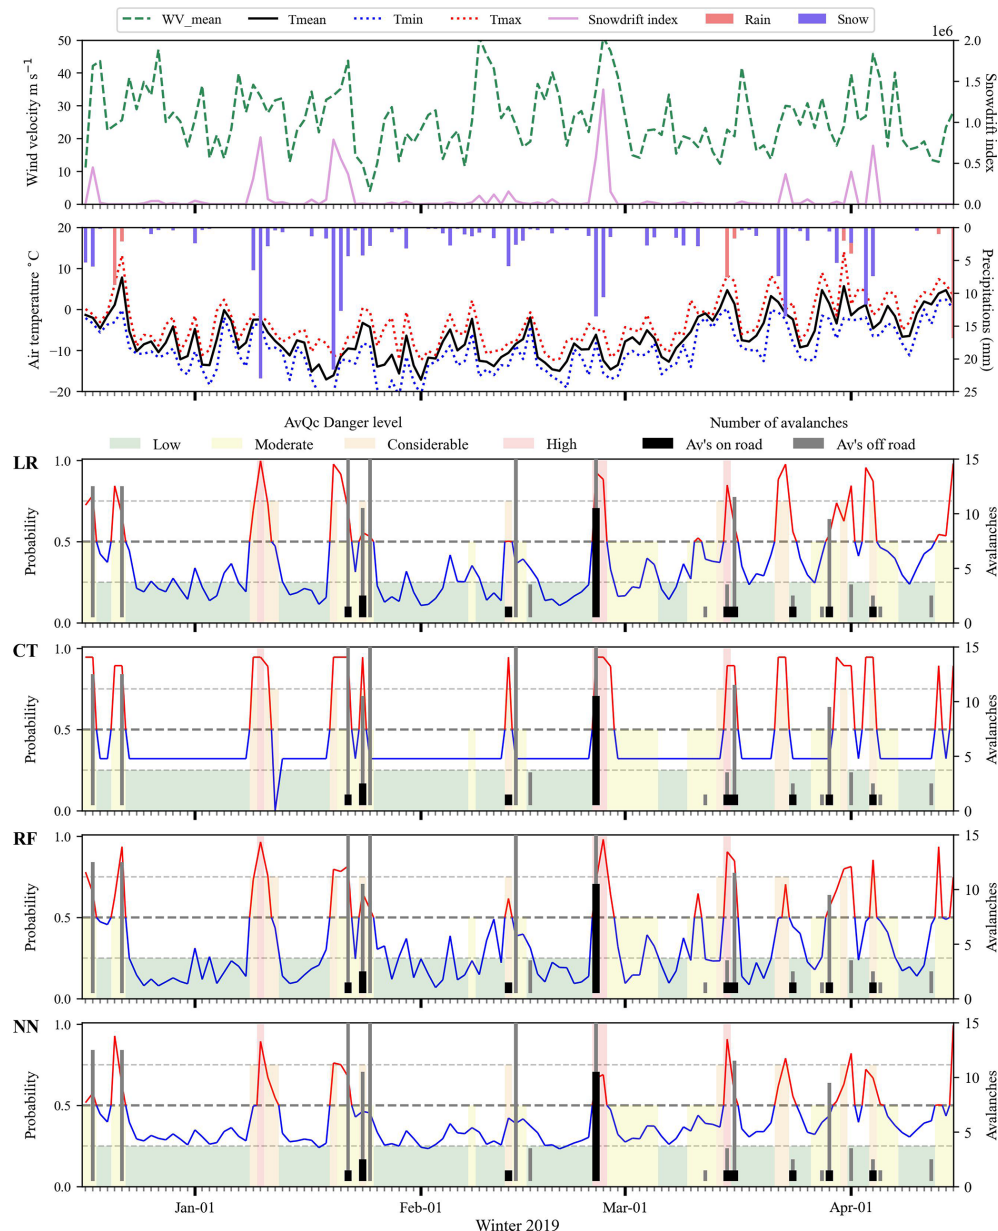 WV_mean Tmean Tmin Tmax Snowdrift index Rain Snow
1e6
50 2.0
40 1.5
30
1.0
20
0.5
10
0 0.0
Wind velocity m s⁻¹
Snowdrift index
20 0
5
10
10
0
15
−10
20
−20 25
Air temperature °C
Precipitations (mm)
AvQc Danger level Number of avalanches
Low Moderate Considerable High Av's on road Av's off road
LR
1.0 15
10
0.5
5
0.0 0
Probability
Avalanches
CT
1.0 15
10
0.5
5
0.0 0
Probability
Avalanches
RF
1.0 15
10
0.5
5
0.0 0
Probability
Avalanches
NN
1.0 15
10
0.5
5
0.0 0
Probability
Avalanches
Jan-01 Feb-01 Mar-01 Apr-01
Winter 2019